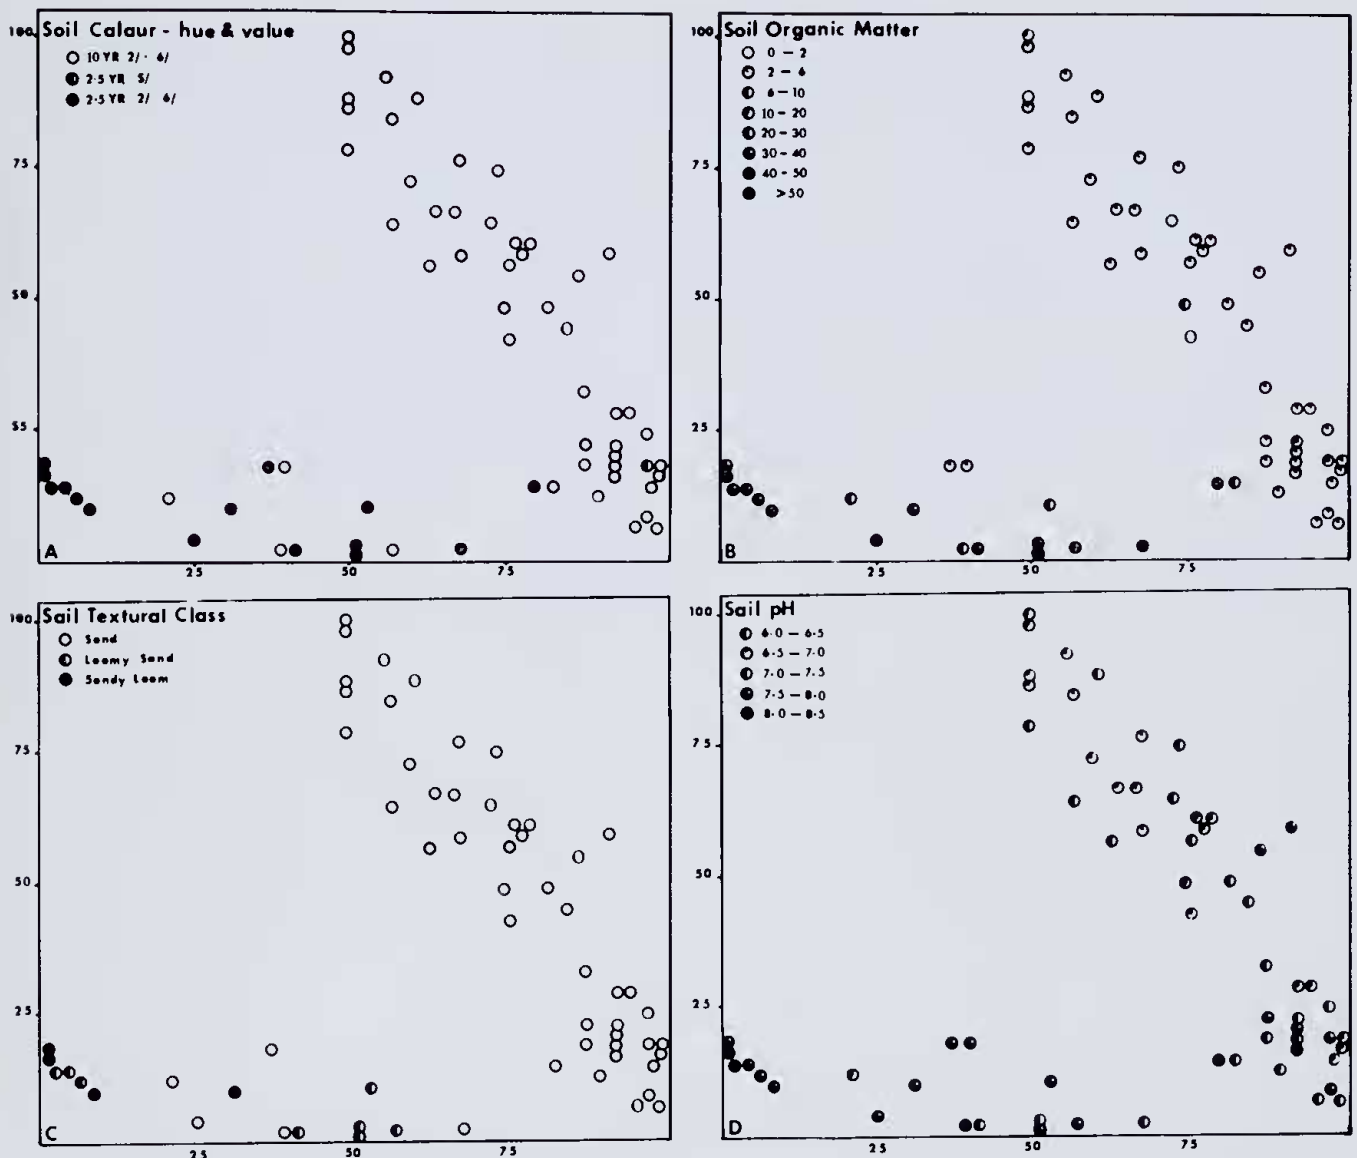 Soil Calaur - hue & value
10 YR 2/ - 6/
2·5 YR 5/
2·5 YR 2/ 6/
100
75
50
55
A
25
50
75
Soil Organic Matter
0 – 2
2 – 6
6 – 10
10 – 20
20 – 30
30 – 40
40 – 50
>50
100
75
50
25
B
25
50
75
Sail Textural Class
Sand
Loamy Sand
Sandy Loam
100
75
50
25
C
25
50
75
Sail pH
6·0 – 6·5
6·5 – 7·0
7·0 – 7·5
7·5 – 8·0
8·0 – 8·5
100
75
50
25
D
25
50
75